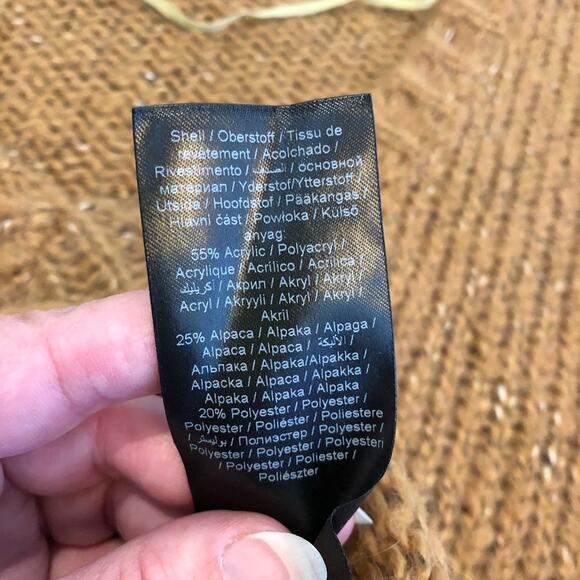 Shell / Oberstoff / Tissu de
revêtement / Acolchado /
Rivestimento / الصنف / основной
материал / Yderstof/Ytterstoff /
Utsida / Hoofdstof / Pääkangas /
Hlavní část / Powłoka / Külső
anyag:
55% Acrylic / Polyacryl /
Acrylique / Acrílico / Acrilica /
أكريليك / Акрил / Akryl / Akryl /
Acryl / Akryyli / Akryl / Akryl /
Akril
25% Alpaca / Alpaka / Alpaga /
Alpaca / Alpaca / الألبكة /
Альпака / Alpaka/Alpakka /
Alpacka / Alpaca / Alpakka /
Alpaka / Alpaka / Alpaka
20% Polyester / Polyester /
Polyester / Poliéster / Poliestere
/ بوليستر / Полиэстер / Polyester /
Polyester / Polyester / Polyesteri
/ Polyester / Poliester /
Poliészter